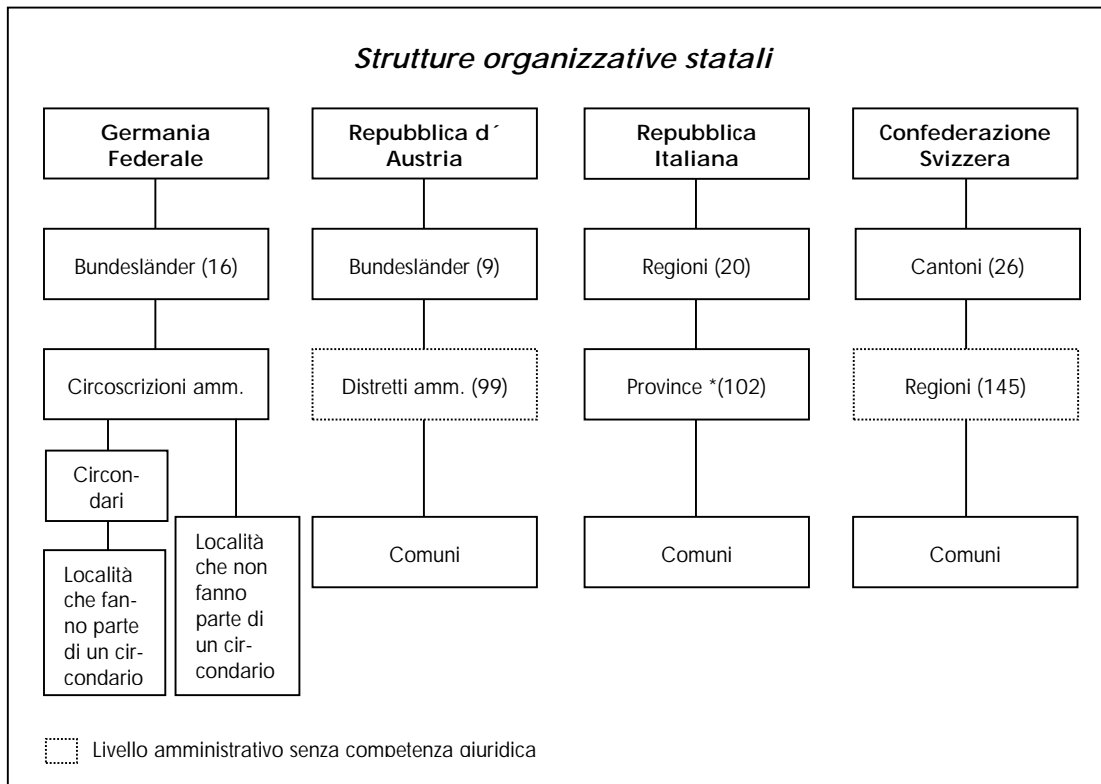 Strutture organizzative statali
Germania
Federale
Repubblica d´
Austria
Repubblica
Italiana
Confederazione
Svizzera
Bundesländer (16)
Bundesländer (9)
Regioni (20)
Cantoni (26)
Circoscrizioni amm.
Distretti amm. (99)
Province *(102)
Regioni (145)
Circon-
dari
Località
che fan-
no parte
di un cir-
condario
Località
che non
fanno
parte di
un cir-
condario
Comuni
Comuni
Comuni
Livello amministrativo senza competenza giuridica